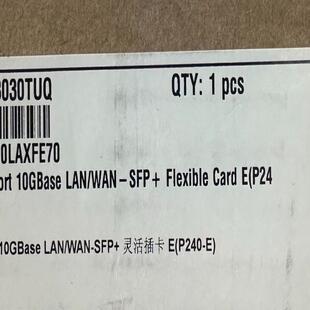 3030TUQ QTY: 1 pcs
0LAXFE70
ort 10GBase LAN/WAN-SFP+ Flexible Card E(P24
10GBase LAN/WAN-SFP+ 灵活插卡 E(P240-E)